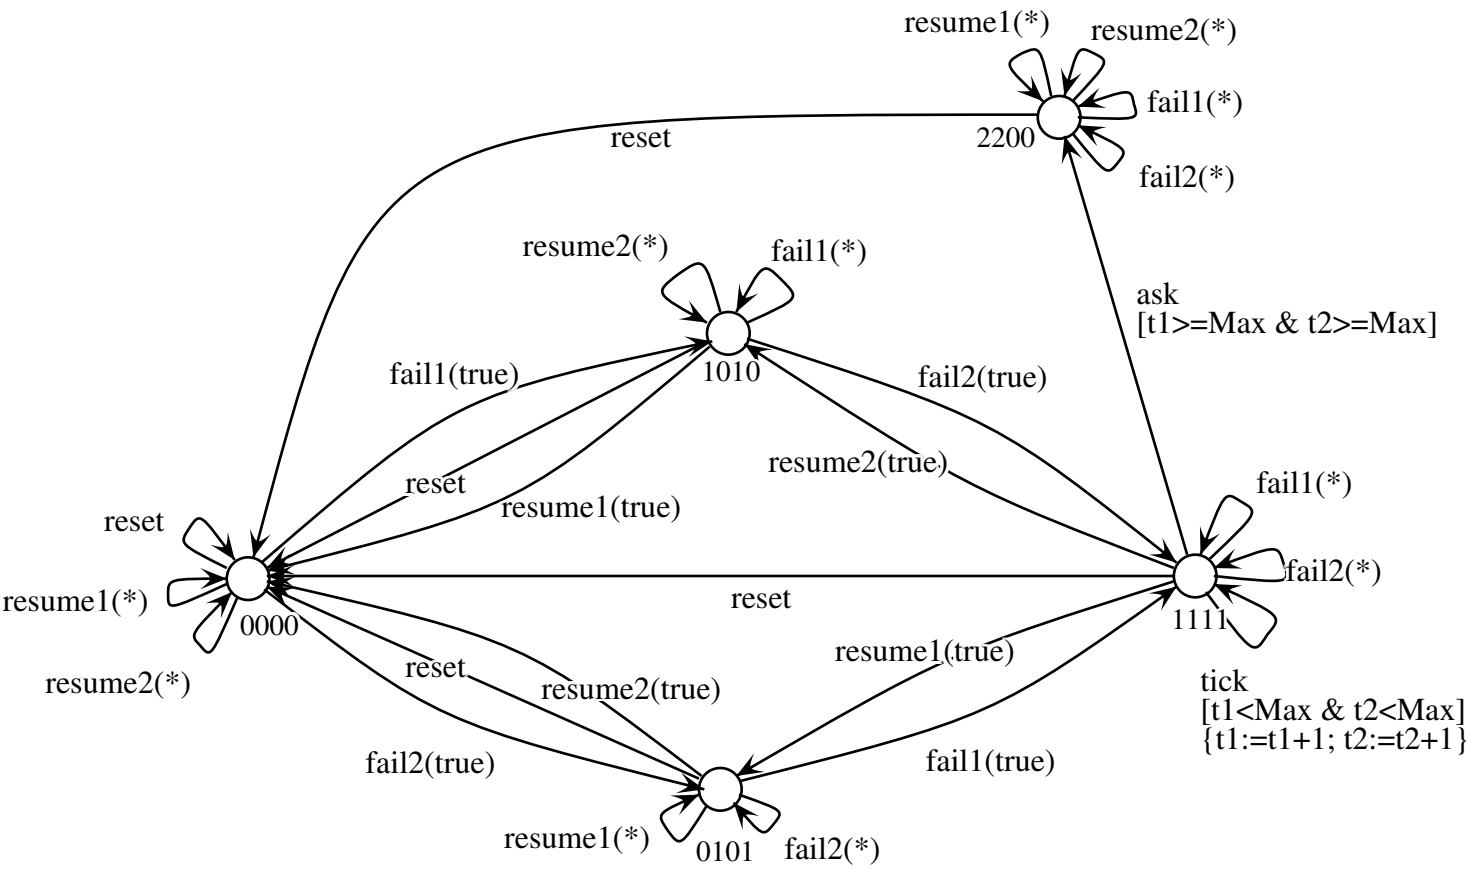 resume1(*)
resume2(*)
fail1(*)
reset
2200
fail2(*)
resume2(*)
fail1(*)
ask
[t1>=Max & t2>=Max]
fail1(true)
1010
fail2(true)
resume2(true)
reset
fail1(*)
resume1(true)
reset
fail2(*)
resume1(*)
reset
0000
1111
resume1(true)
reset
resume2(*)
resume2(true)
tick
[t1<Max & t2<Max]
{t1:=t1+1; t2:=t2+1}
fail2(true)
fail1(true)
resume1(*)
0101
fail2(*)